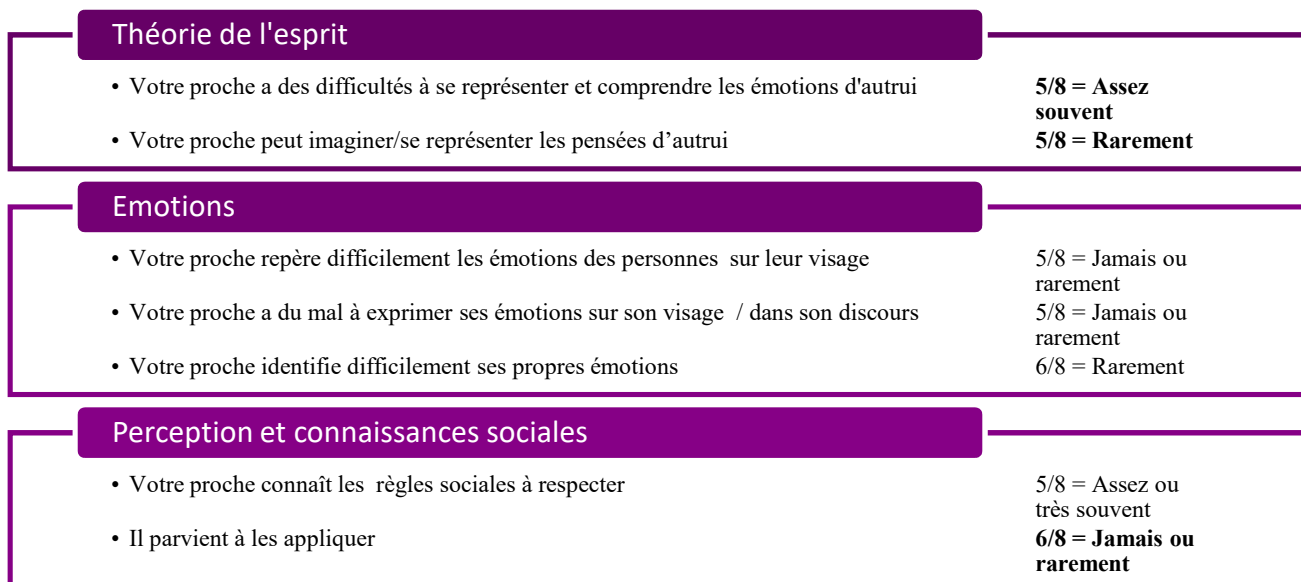 Théorie de l'esprit
• Votre proche a des difficultés à se représenter et comprendre les émotions d'autrui
5/8 = Assez
souvent
• Votre proche peut imaginer/se représenter les pensées d’autrui
5/8 = Rarement
Emotions
• Votre proche repère difficilement les émotions des personnes sur leur visage
5/8 = Jamais ou
rarement
• Votre proche a du mal à exprimer ses émotions sur son visage / dans son discours
5/8 = Jamais ou
rarement
• Votre proche identifie difficilement ses propres émotions
6/8 = Rarement
Perception et connaissances sociales
• Votre proche connaît les règles sociales à respecter
5/8 = Assez ou
très souvent
• Il parvient à les appliquer
6/8 = Jamais ou
rarement